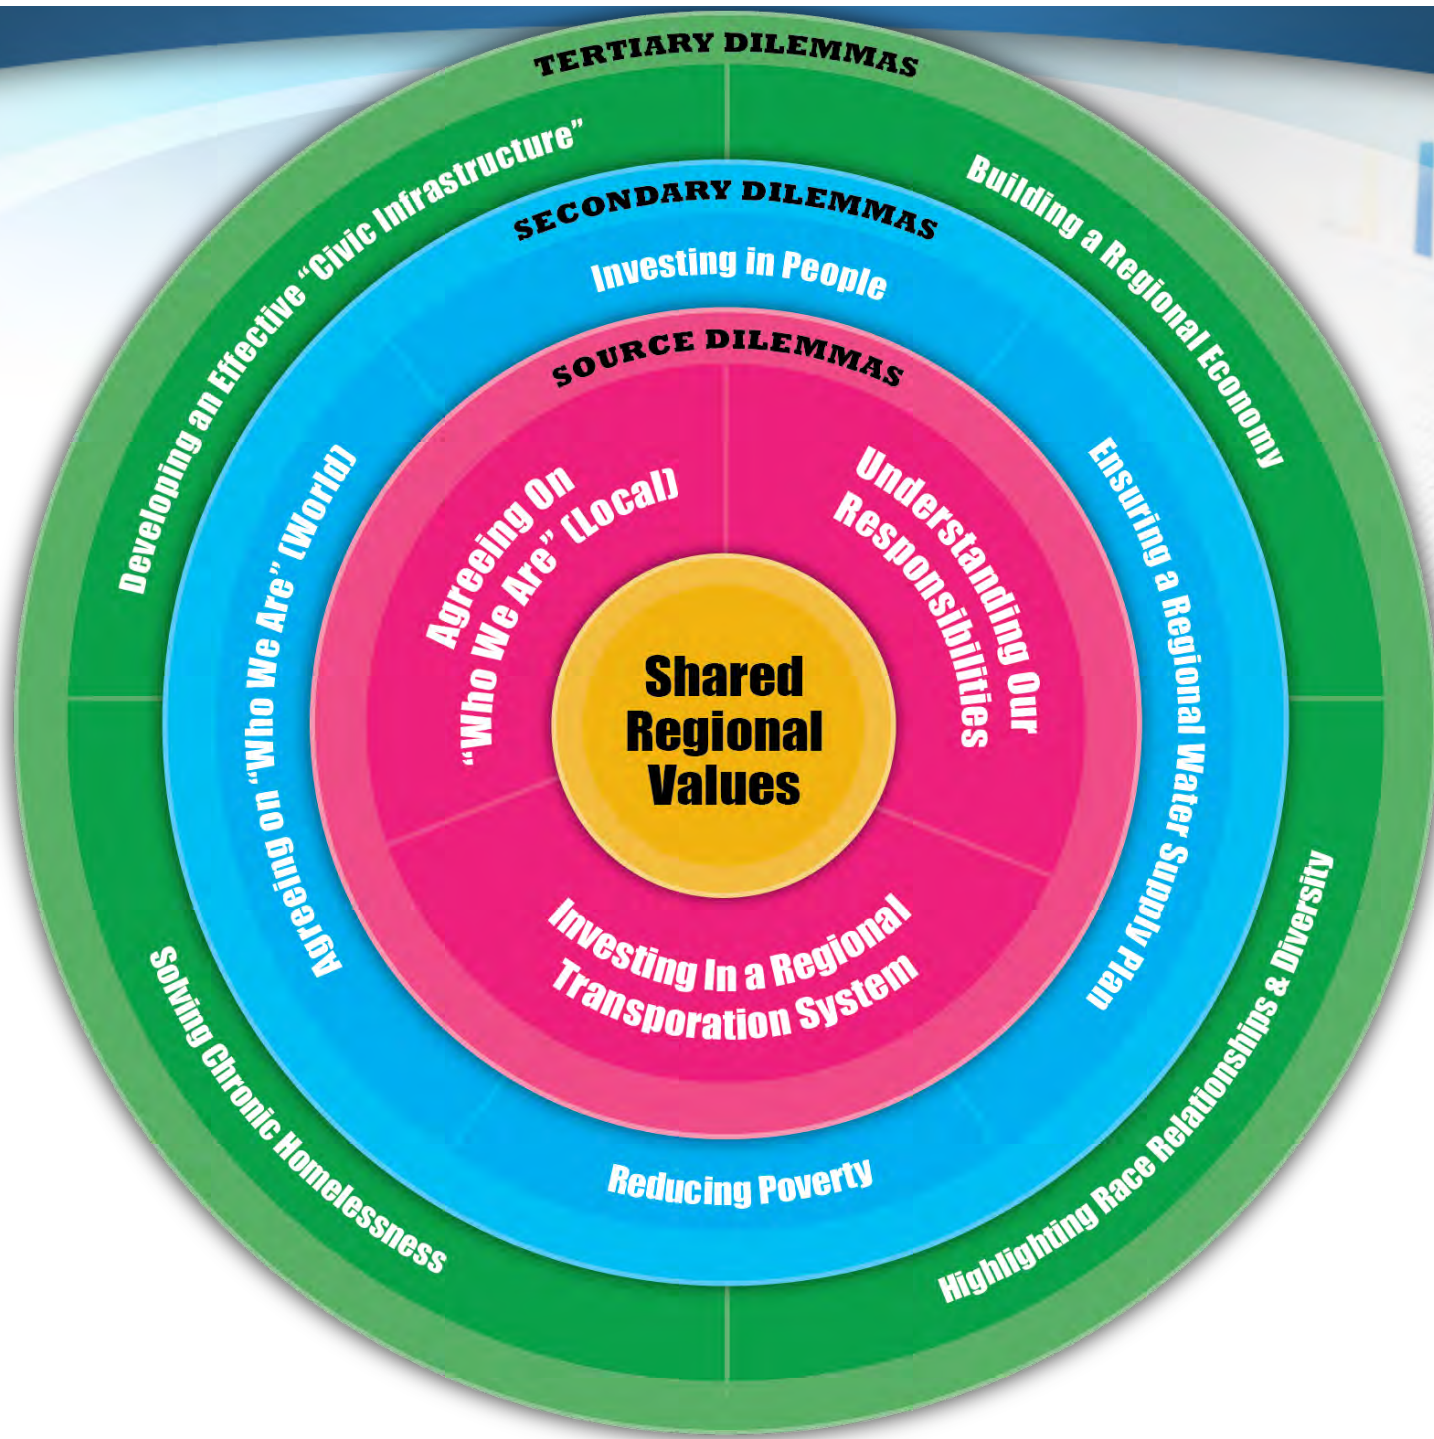 TERTIARY DILEMMAS
Developing an Effective “Civic Infrastructure”
Building a Regional Economy
Highlighting Race Relationships & Diversity
Solving Chronic Homelessness
SECONDARY DILEMMAS
Investing in People
Ensuring a Regional Water Supply Plan
Reducing Poverty
Agreeing on “Who We Are” (World)
SOURCE DILEMMAS
Agreeing On
“Who We Are” (Local)
Understanding Our
Responsibilities
Investing In a Regional
Transporation System
Shared
Regional
Values